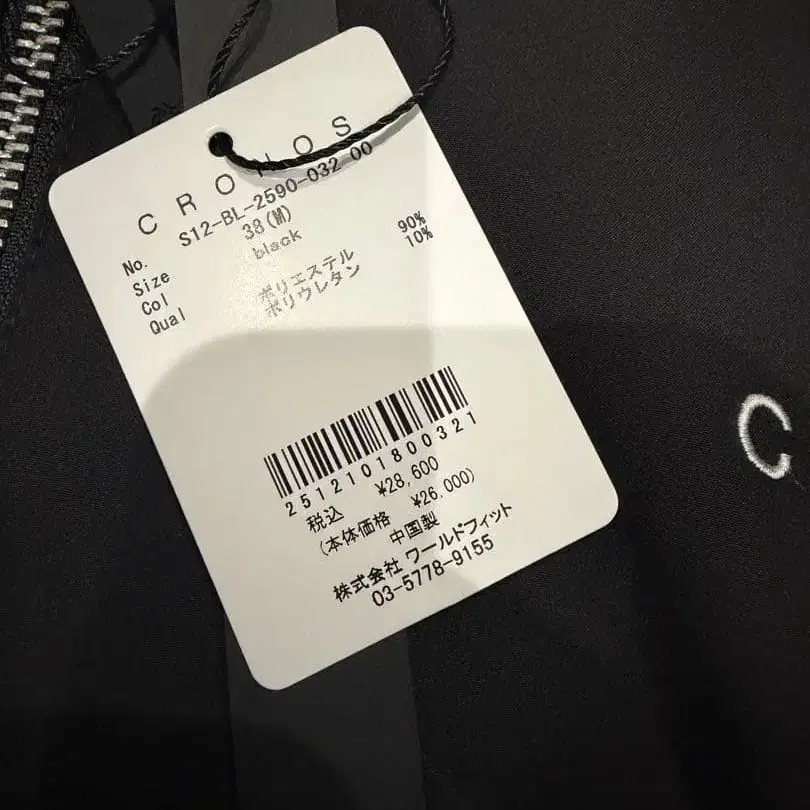 CRONOS
No. S12-BL-2590-032-00
Size 38(M)
Col black
Qual ポリエステル 90%
ポリウレタン 10%
2512101800321
税込 ¥28,600
(本体価格 ¥26,000)
中国製
株式会社 ワールドフィット
03-5778-9155
C